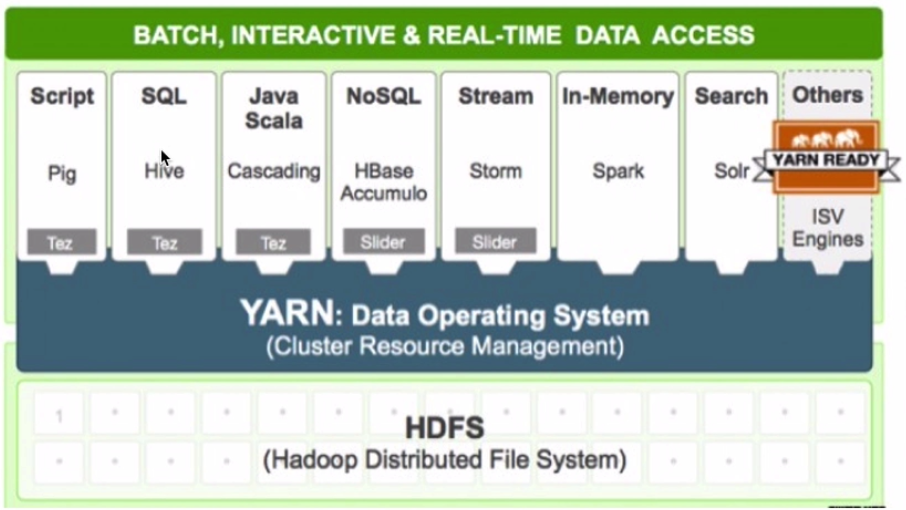 BATCH, INTERACTIVE & REAL-TIME DATA ACCESS
Script
Pig
Tez
SQL
Hive
Tez
Java
Scala
Cascading
Tez
NoSQL
HBase
Accumulo
Slider
Stream
Storm
Slider
In-Memory
Spark
Search
Solr
Others
YARN READY
ISV
Engines
YARN: Data Operating System
(Cluster Resource Management)
1
HDFS
(Hadoop Distributed File System)